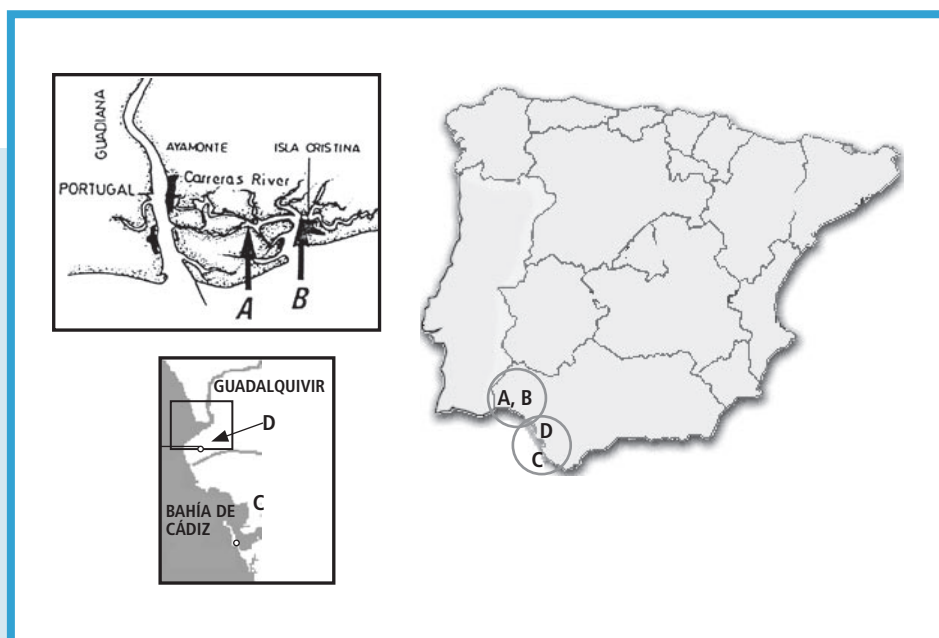 GUADIANA
AYAMONTE
ISLA CRISTINA
Carreras River
PORTUGAL
A
B
GUADALQUIVIR
D
C
BAHÍA DE
CÁDIZ
A, B
D
C